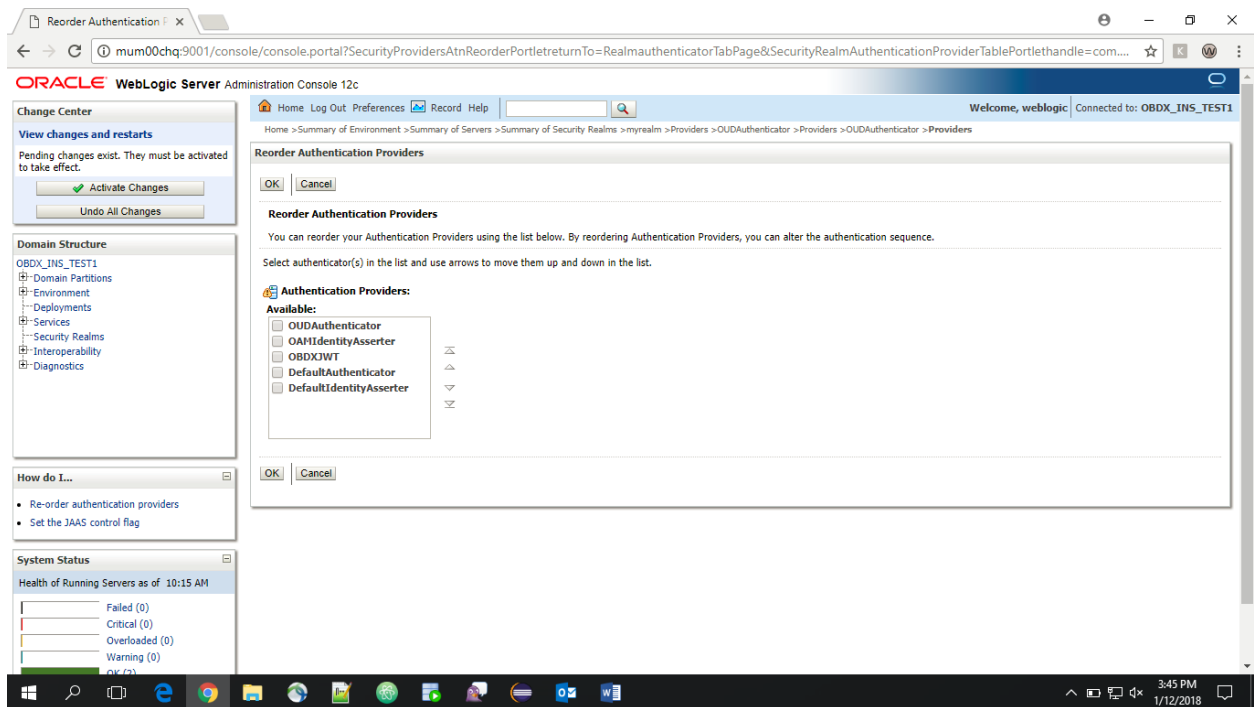 Reorder Authentication P
mum00chq:9001/console/console.portal?SecurityProvidersAtnReorderPortletreturnTo=RealmauthenticatorTabPage&SecurityRealmAuthenticationProviderTablePortlethandle=com....
K
W
ORACLE® WebLogic Server Administration Console 12c
Change Center
View changes and restarts
Pending changes exist. They must be activated
to take effect.
Activate Changes
Undo All Changes
Domain Structure
OBDX_INS_TEST1
Domain Partitions
Environment
Deployments
Services
Security Realms
Interoperability
Diagnostics
How do I...
Re-order authentication providers
Set the JAAS control flag
System Status
Health of Running Servers as of 10:15 AM
Failed (0)
Critical (0)
Overloaded (0)
Warning (0)
OK (2)
Home Log Out Preferences Record Help
Welcome, weblogic Connected to: OBDX_INS_TEST1
Home >Summary of Environment >Summary of Servers >Summary of Security Realms >myrealm >Providers >OUDAuthenticator >Providers >OUDAuthenticator >Providers
Reorder Authentication Providers
OK Cancel
Reorder Authentication Providers
You can reorder your Authentication Providers using the list below. By reordering Authentication Providers, you can alter the authentication sequence.
Select authenticator(s) in the list and use arrows to move them up and down in the list.
Authentication Providers:
Available:
OUDAuthenticator
OAMIdentityAsserter
OBDXJWT
DefaultAuthenticator
DefaultIdentityAsserter
OK Cancel
3:45 PM
1/12/2018